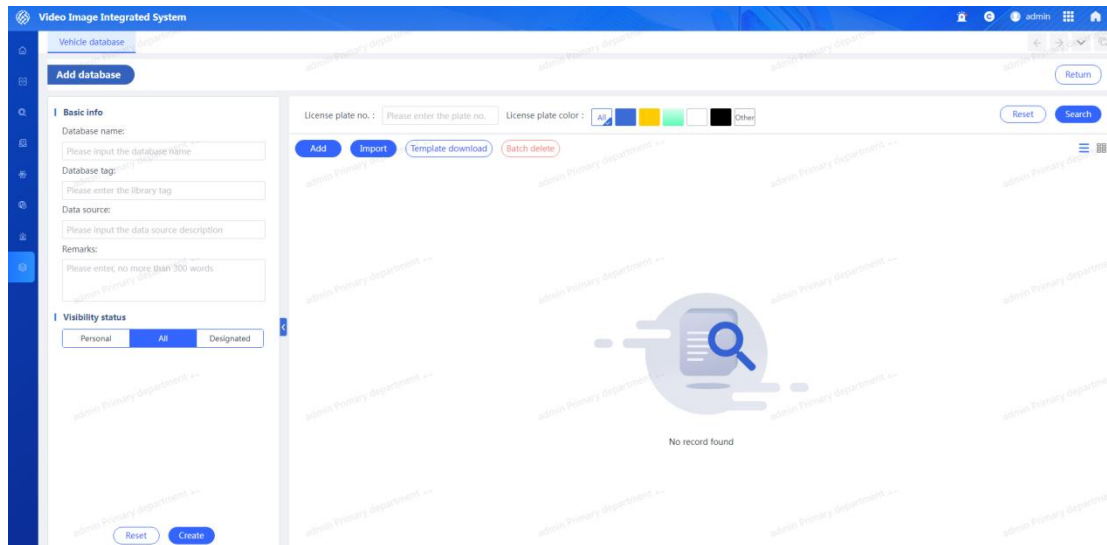 Video Image Integrated System
admin
Vehicle database
Add database
Return
Basic info
Database name:
Please input the database name
Database tag:
Please enter the library tag
Data source:
Please input the data source description
Remarks:
Please enter, no more than 300 words
Visibility status
Personal All Designated
Reset Create
License plate no. : Please enter the plate no. License plate color : All Other
Reset Search
Add Import Template download Batch delete
No record found
admin Primary department